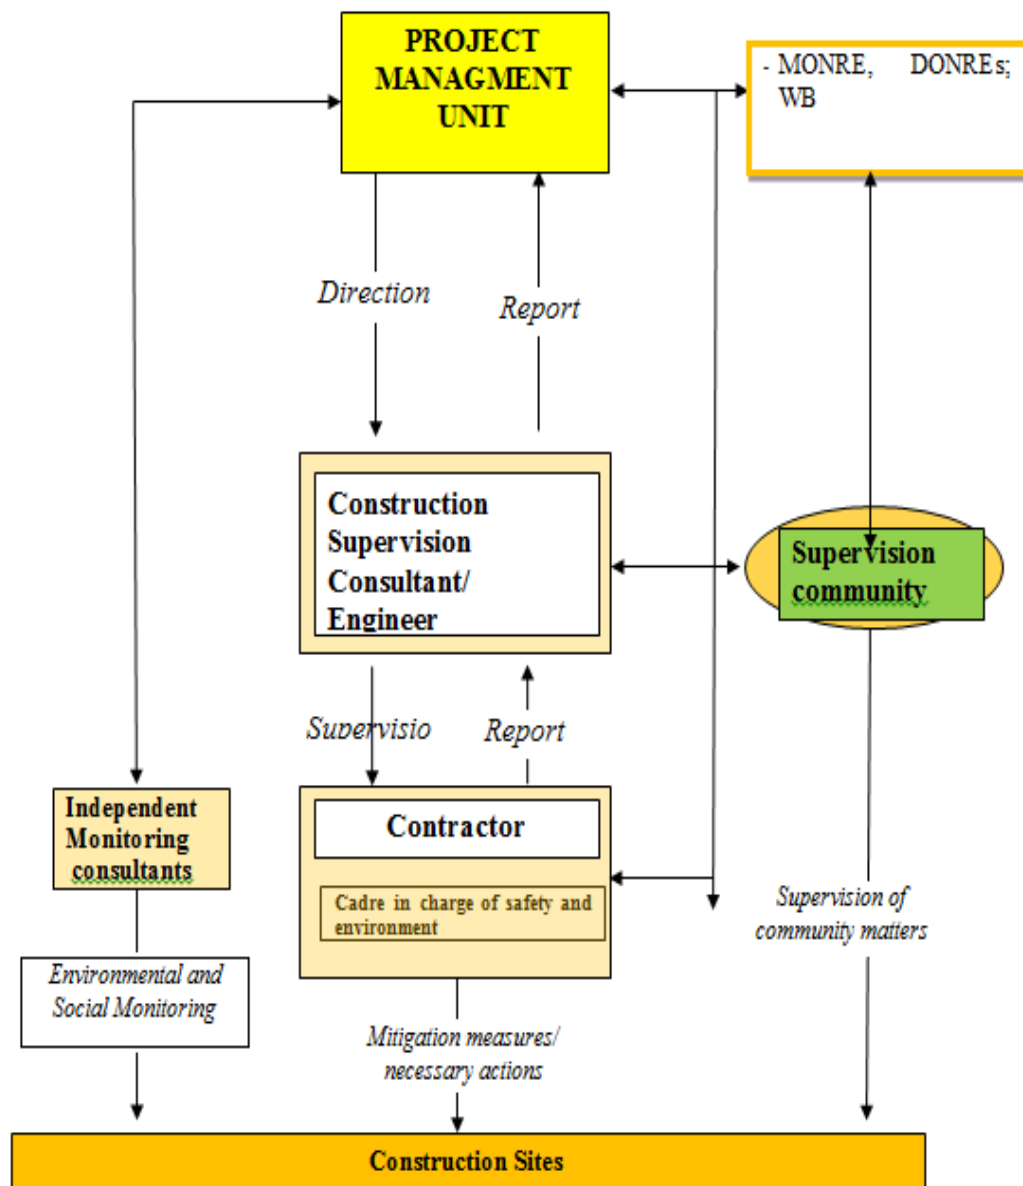 PROJECT
MANAGMENT
UNIT
- MONRE, DONREs;
WB
Direction
Report
Construction
Supervision
Consultant/
Engineer
Supervision
community
Supervisio
Report
Independent
Monitoring
consultants
Contractor
Cadre in charge of safety and
environment
Supervision of
community matters
Environmental and
Social Monitoring
Mitigation measures/
necessary actions
Construction Sites